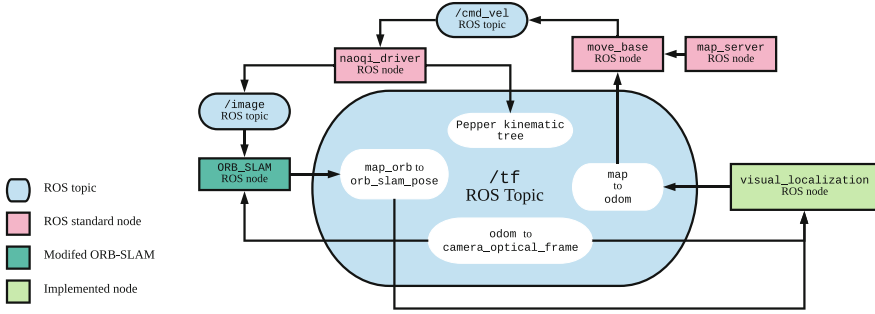 /cmd_vel
ROS topic
naoqi_driver
ROS node
move_base
ROS node
map_server
ROS node
/image
ROS topic
Pepper kinematic
tree
ORB_SLAM
ROS node
map_orb to
orb_slam_pose
/tf
ROS Topic
map
to
odom
visual_localization
ROS node
odom to
camera_optical_frame
ROS topic
ROS standard node
Modifed ORB-SLAM
Implemented node